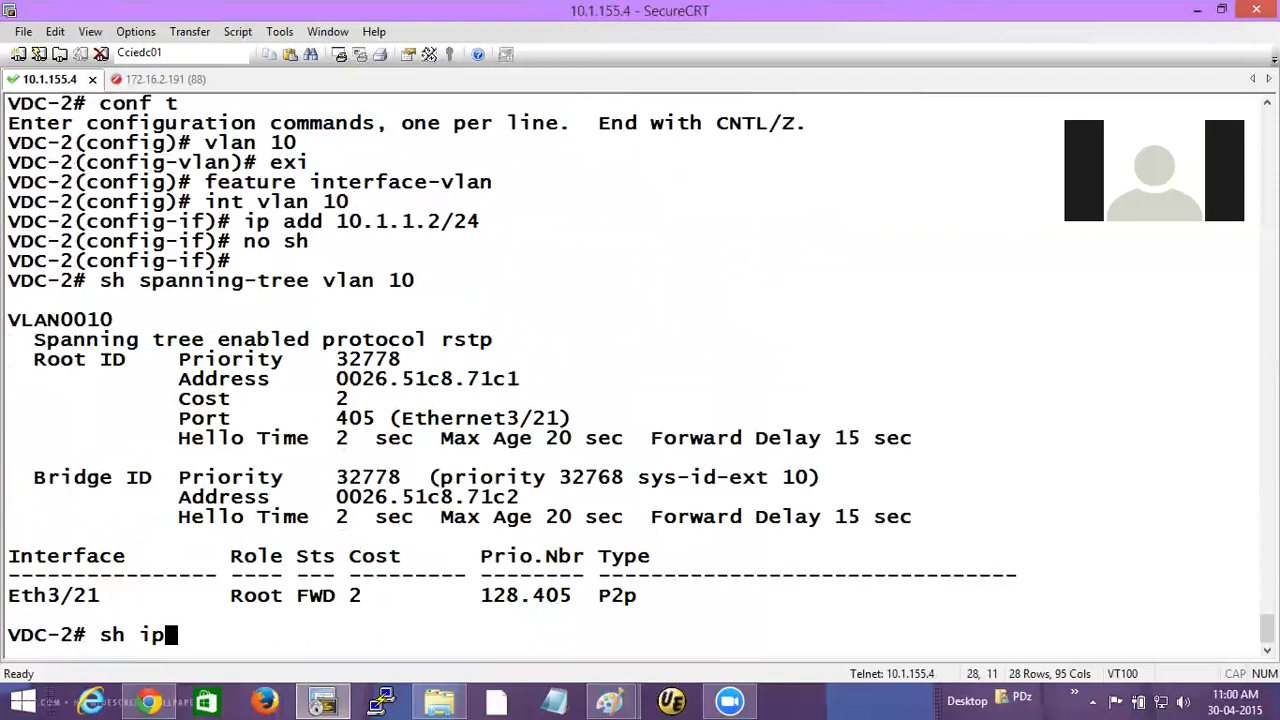 10.1.155.4 - SecureCRT
File Edit View Options Transfer Script Tools Window Help
Cciedc01
10.1.155.4 172.16.2.191 (88)
VDC-2# conf t
Enter configuration commands, one per line.  End with CNTL/Z.
VDC-2(config)# vlan 10
VDC-2(config-vlan)# exi
VDC-2(config)# feature interface-vlan
VDC-2(config)# int vlan 10
VDC-2(config-if)# ip add 10.1.1.2/24
VDC-2(config-if)# no sh
VDC-2(config-if)#
VDC-2# sh spanning-tree vlan 10
VLAN0010
Spanning tree enabled protocol rstp
Root ID Priority 32778
Address 0026.51c8.71c1
Cost 2
Port 405 (Ethernet3/21)
Hello Time 2 sec Max Age 20 sec Forward Delay 15 sec
Bridge ID Priority 32778 (priority 32768 sys-id-ext 10)
Address 0026.51c8.71c2
Hello Time 2 sec Max Age 20 sec Forward Delay 15 sec
Interface Role Sts Cost Prio.Nbr Type
---------------- ---- --- --------- -------- --------------------------------
Eth3/21 Root FWD 2 128.405 P2p
VDC-2# sh ip
Ready Telnet: 10.1.155.4 28, 11 28 Rows, 95 Cols VT100 CAP NUM
Desktop PDz
11:00 AM
30-04-2015